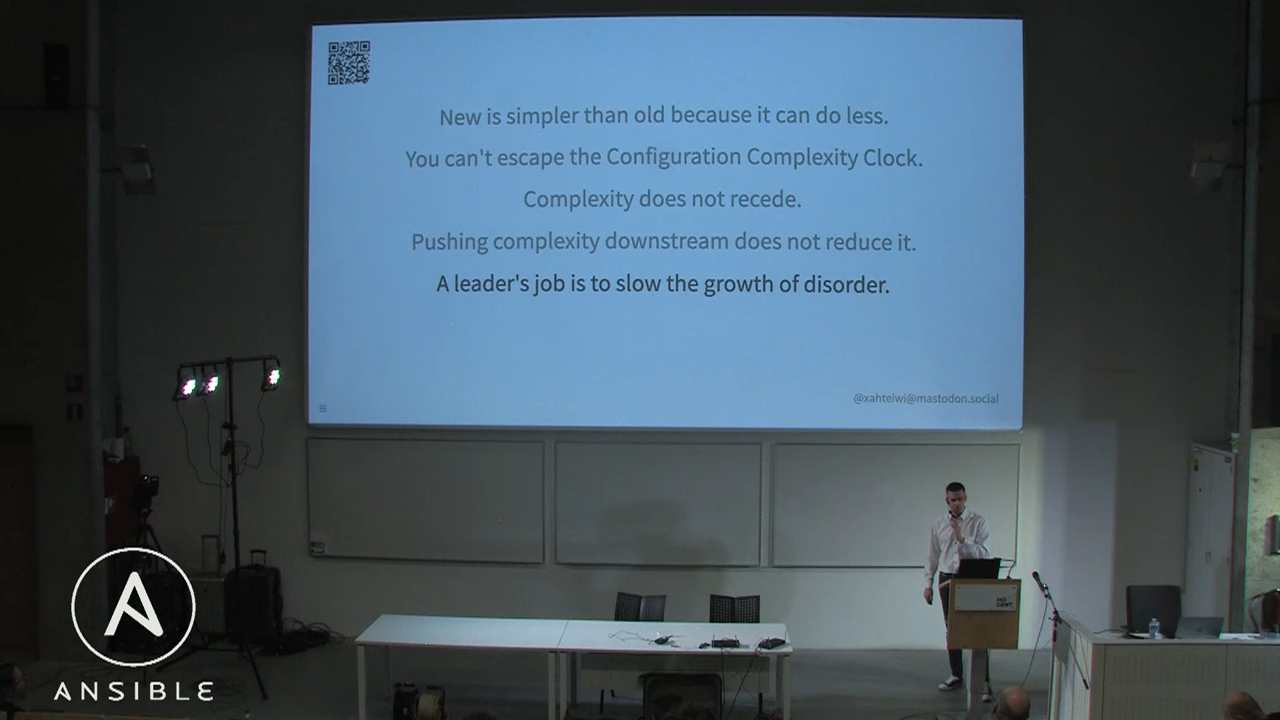 New is simpler than old because it can do less.
You can't escape the Configuration Complexity Clock.
Complexity does not recede.
Pushing complexity downstream does not reduce it.
A leader's job is to slow the growth of disorder.
@xahteiwi@mastodon.social
HO
GENT
ANSIBLE